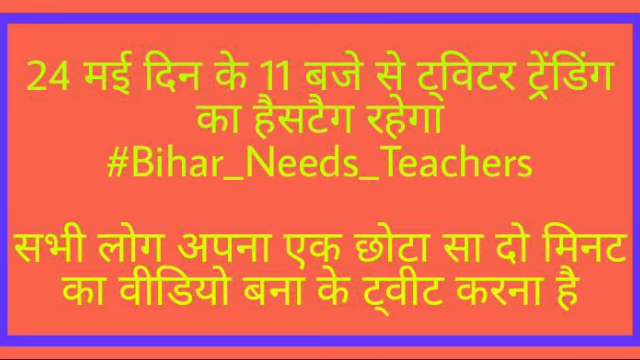 24 मई दिन के 11 बजे से ट्विटर ट्रेंडिंग
का हैसटैग रहेगा
#Bihar_Needs_Teachers
सभी लोग अपना एक छोटा सा दो मिनट
का वीडियो बना के ट्वीट करना है